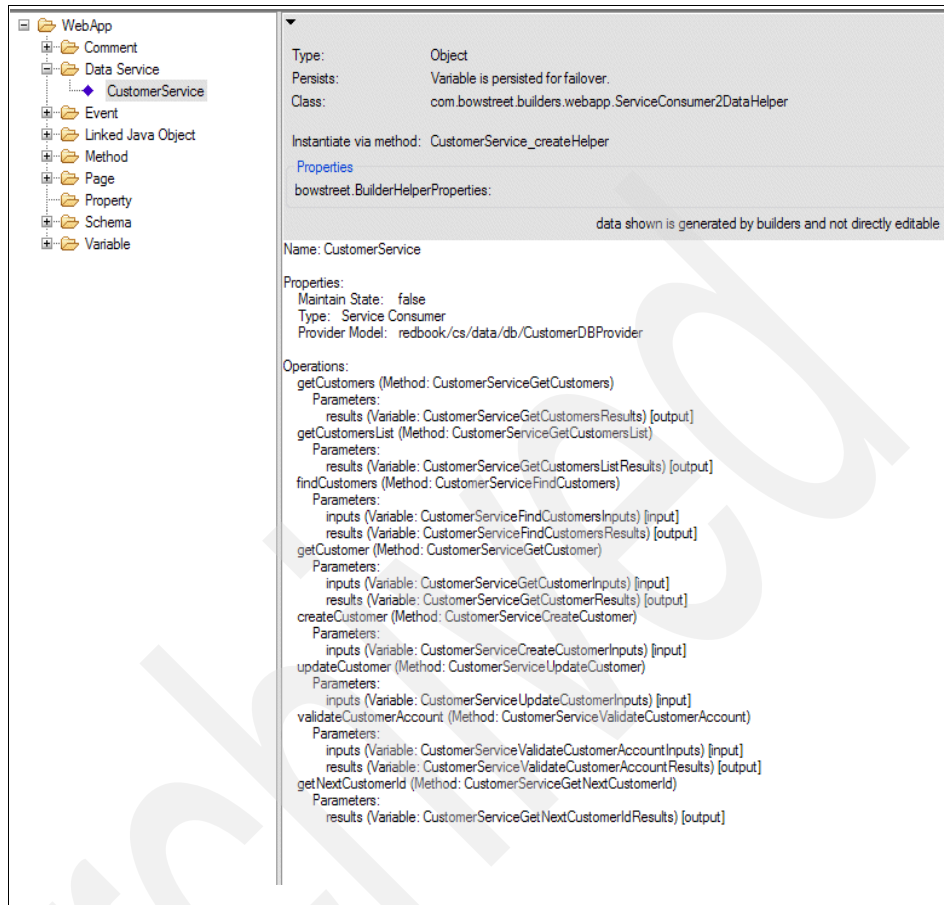 WebApp
Comment
Data Service
CustomerService
Event
Linked Java Object
Method
Page
Property
Schema
Variable
Type: Object
Persists: Variable is persisted for failover.
Class: com.bowstreet.builders.webapp.ServiceConsumer2DataHelper
Instantiate via method: CustomerService_createHelper
Properties
bowstreet.BuilderHelperProperties:
data shown is generated by builders and not directly editable
Name: CustomerService
Properties:
Maintain State: false
Type: Service Consumer
Provider Model: redbook/cs/data/db/CustomerDBProvider
Operations:
getCustomers (Method: CustomerServiceGetCustomers)
Parameters:
results (Variable: CustomerServiceGetCustomersResults) [output]
getCustomersList (Method: CustomerServiceGetCustomersList)
Parameters:
results (Variable: CustomerServiceGetCustomersListResults) [output]
findCustomers (Method: CustomerServiceFindCustomers)
Parameters:
inputs (Variable: CustomerServiceFindCustomersInputs) [input]
results (Variable: CustomerServiceFindCustomersResults) [output]
getCustomer (Method: CustomerServiceGetCustomer)
Parameters:
inputs (Variable: CustomerServiceGetCustomerInputs) [input]
results (Variable: CustomerServiceGetCustomerResults) [output]
createCustomer (Method: CustomerServiceCreateCustomer)
Parameters:
inputs (Variable: CustomerServiceCreateCustomerInputs) [input]
updateCustomer (Method: CustomerServiceUpdateCustomer)
Parameters:
inputs (Variable: CustomerServiceUpdateCustomerInputs) [input]
validateCustomerAccount (Method: CustomerServiceValidateCustomerAccount)
Parameters:
inputs (Variable: CustomerServiceValidateCustomerAccountInputs) [input]
results (Variable: CustomerServiceValidateCustomerAccountResults) [output]
getNextCustomerId (Method: CustomerServiceGetNextCustomerId)
Parameters:
results (Variable: CustomerServiceGetNextCustomerIdResults) [output]
chived